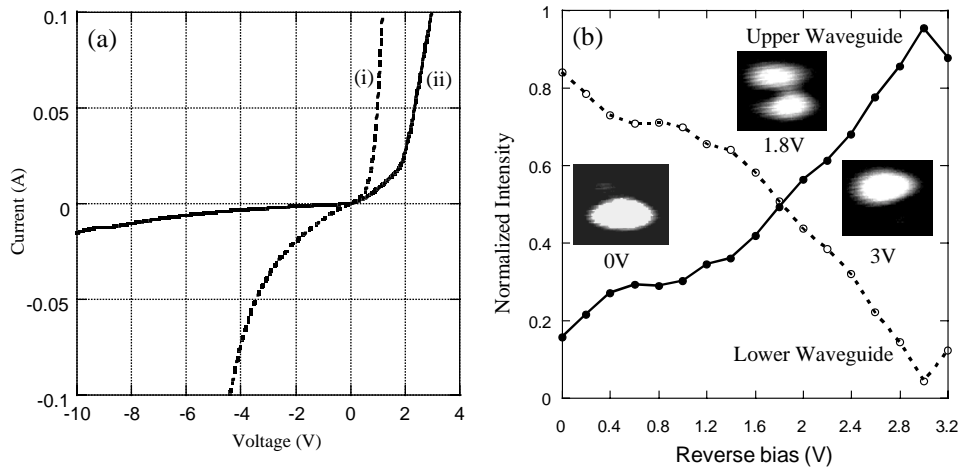 (a)
(i)
(ii)
0.1
0.05
0
-0.05
-0.1
-10
-8
-6
-4
-2
0
2
4
Current (A)
Voltage (V)
(b)
Upper Waveguide
1.8V
0V
3V
Lower Waveguide
1
0.8
0.6
0.4
0.2
0
0
0.4
0.8
1.2
1.6
2
2.4
2.8
3.2
Normalized Intensity
Reverse bias (V)